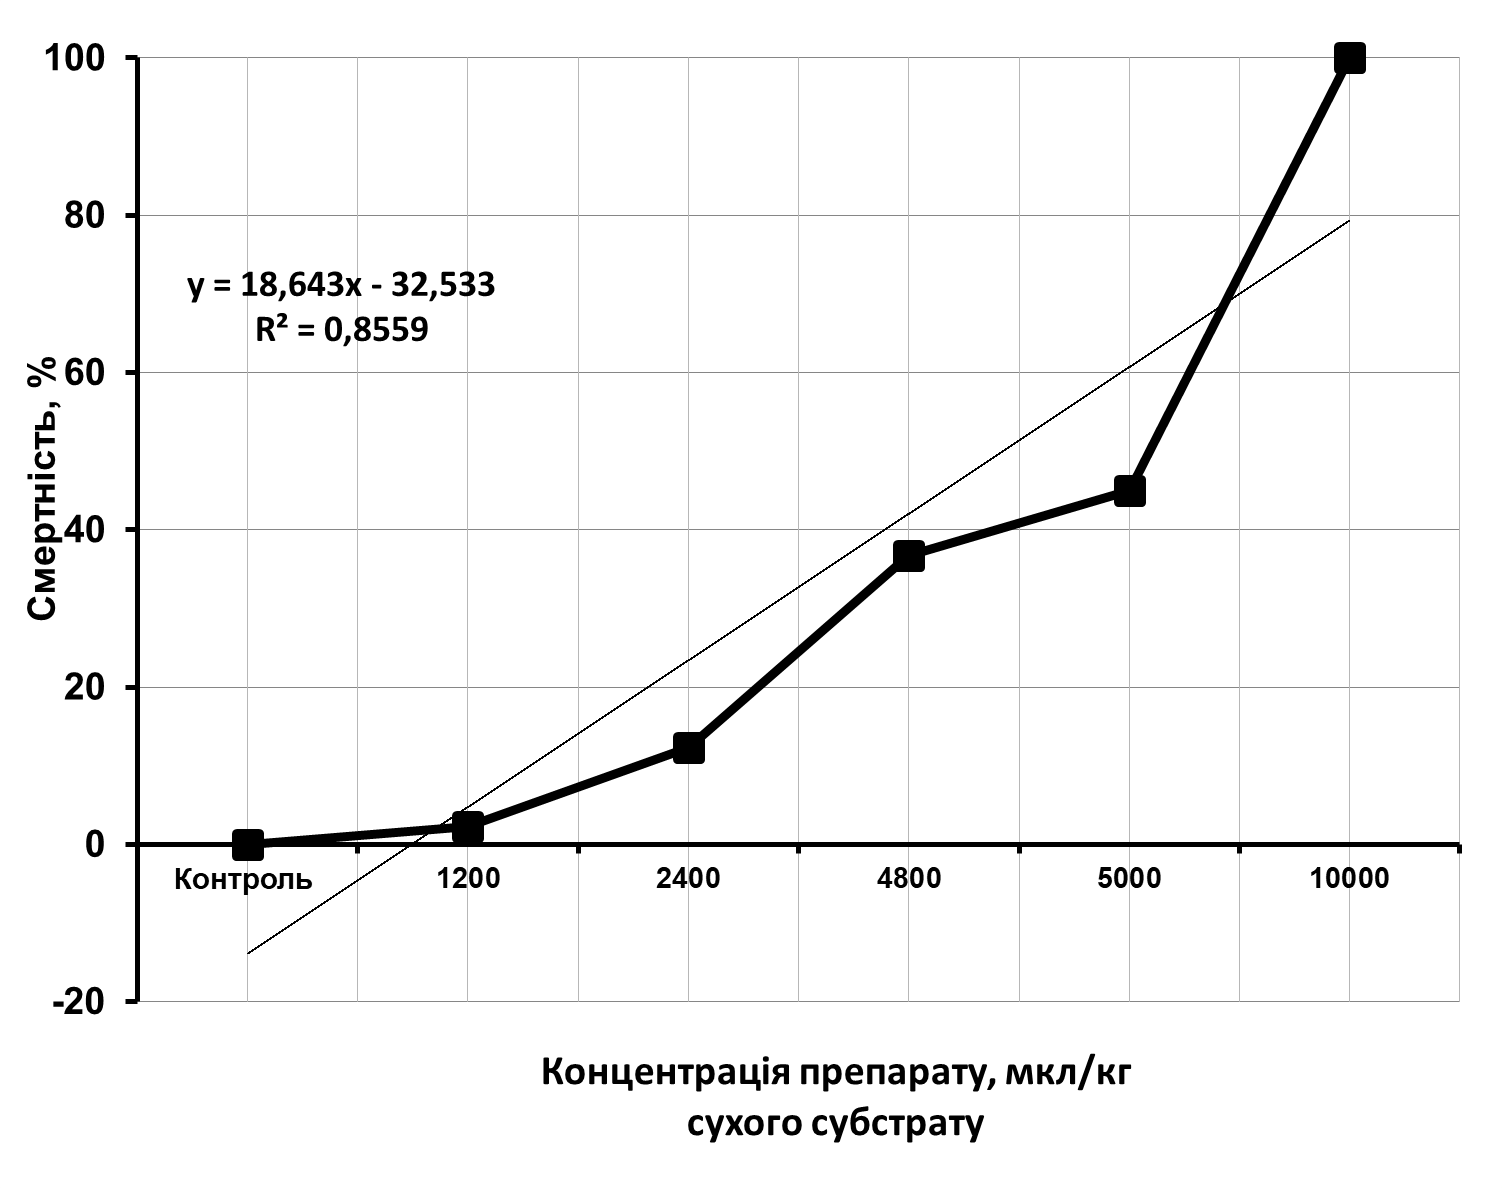 100
80
60
40
20
0
-20
Смертність, %
y = 18,643x - 32,533
R² = 0,8559
Контроль 1200 2400 4800 5000 10000
Концентрація препарату, мкл/кг
сухого субстрату